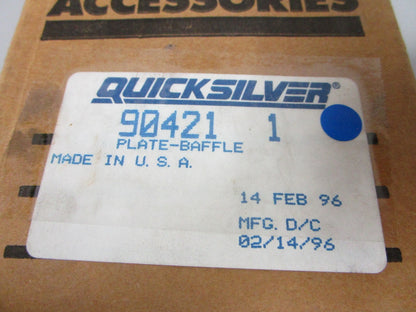 ACCESSORIES
QUICKSILVER®
90421 1
PLATE-BAFFLE
MADE IN U.S.A.
14 FEB 96
MFG. D/C
02/14/96